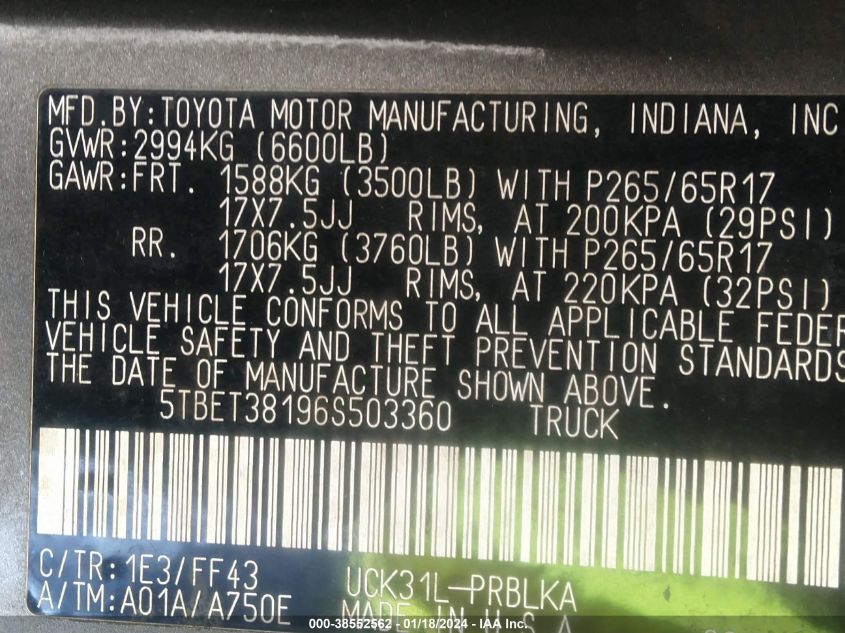 MFD.BY:TOYOTA MOTOR MANUFACTURING, INDIANA, INC
GVWR:2994KG (6600LB)
GAWR:FRT. 1588KG (3500LB) WITH P265/65R17
17X7.5JJ RIMS, AT 200KPA (29PSI)
RR. 1706KG (3760LB) WITH P265/65R17
17X7.5JJ RIMS, AT 220KPA (32PSI)
THIS VEHICLE CONFORMS TO ALL APPLICABLE FEDER
VEHICLE SAFETY AND THEFT PREVENTION STANDARDS
THE DATE OF MANUFACTURE SHOWN ABOVE.
5TBET38196S503360 TRUCK
C/TR:1E3/FF43 UCK31L-PRBLKA
A/TM:A01A/A750E MADE IN U.S.A
000-38552562 - 01/18/2024 - IAA Inc.